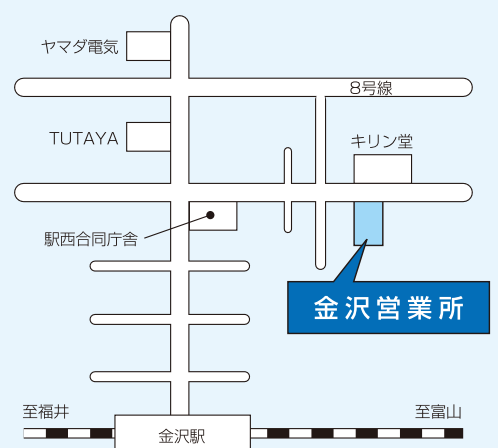 ヤマダ電気
8号線
TUTAYA
キリン堂
駅西合同庁舎
金沢営業所
至福井
至富山
金沢駅